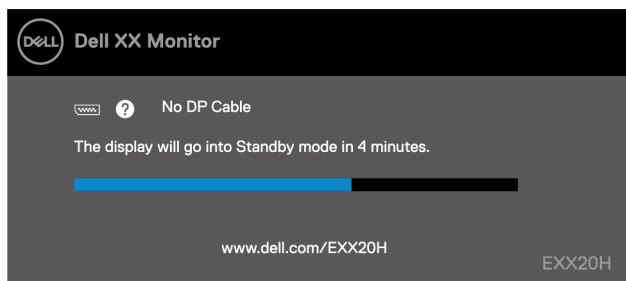 DELL
Dell XX Monitor
? No DP Cable
The display will go into Standby mode in 4 minutes.
www.dell.com/EXX20H
EXX20H